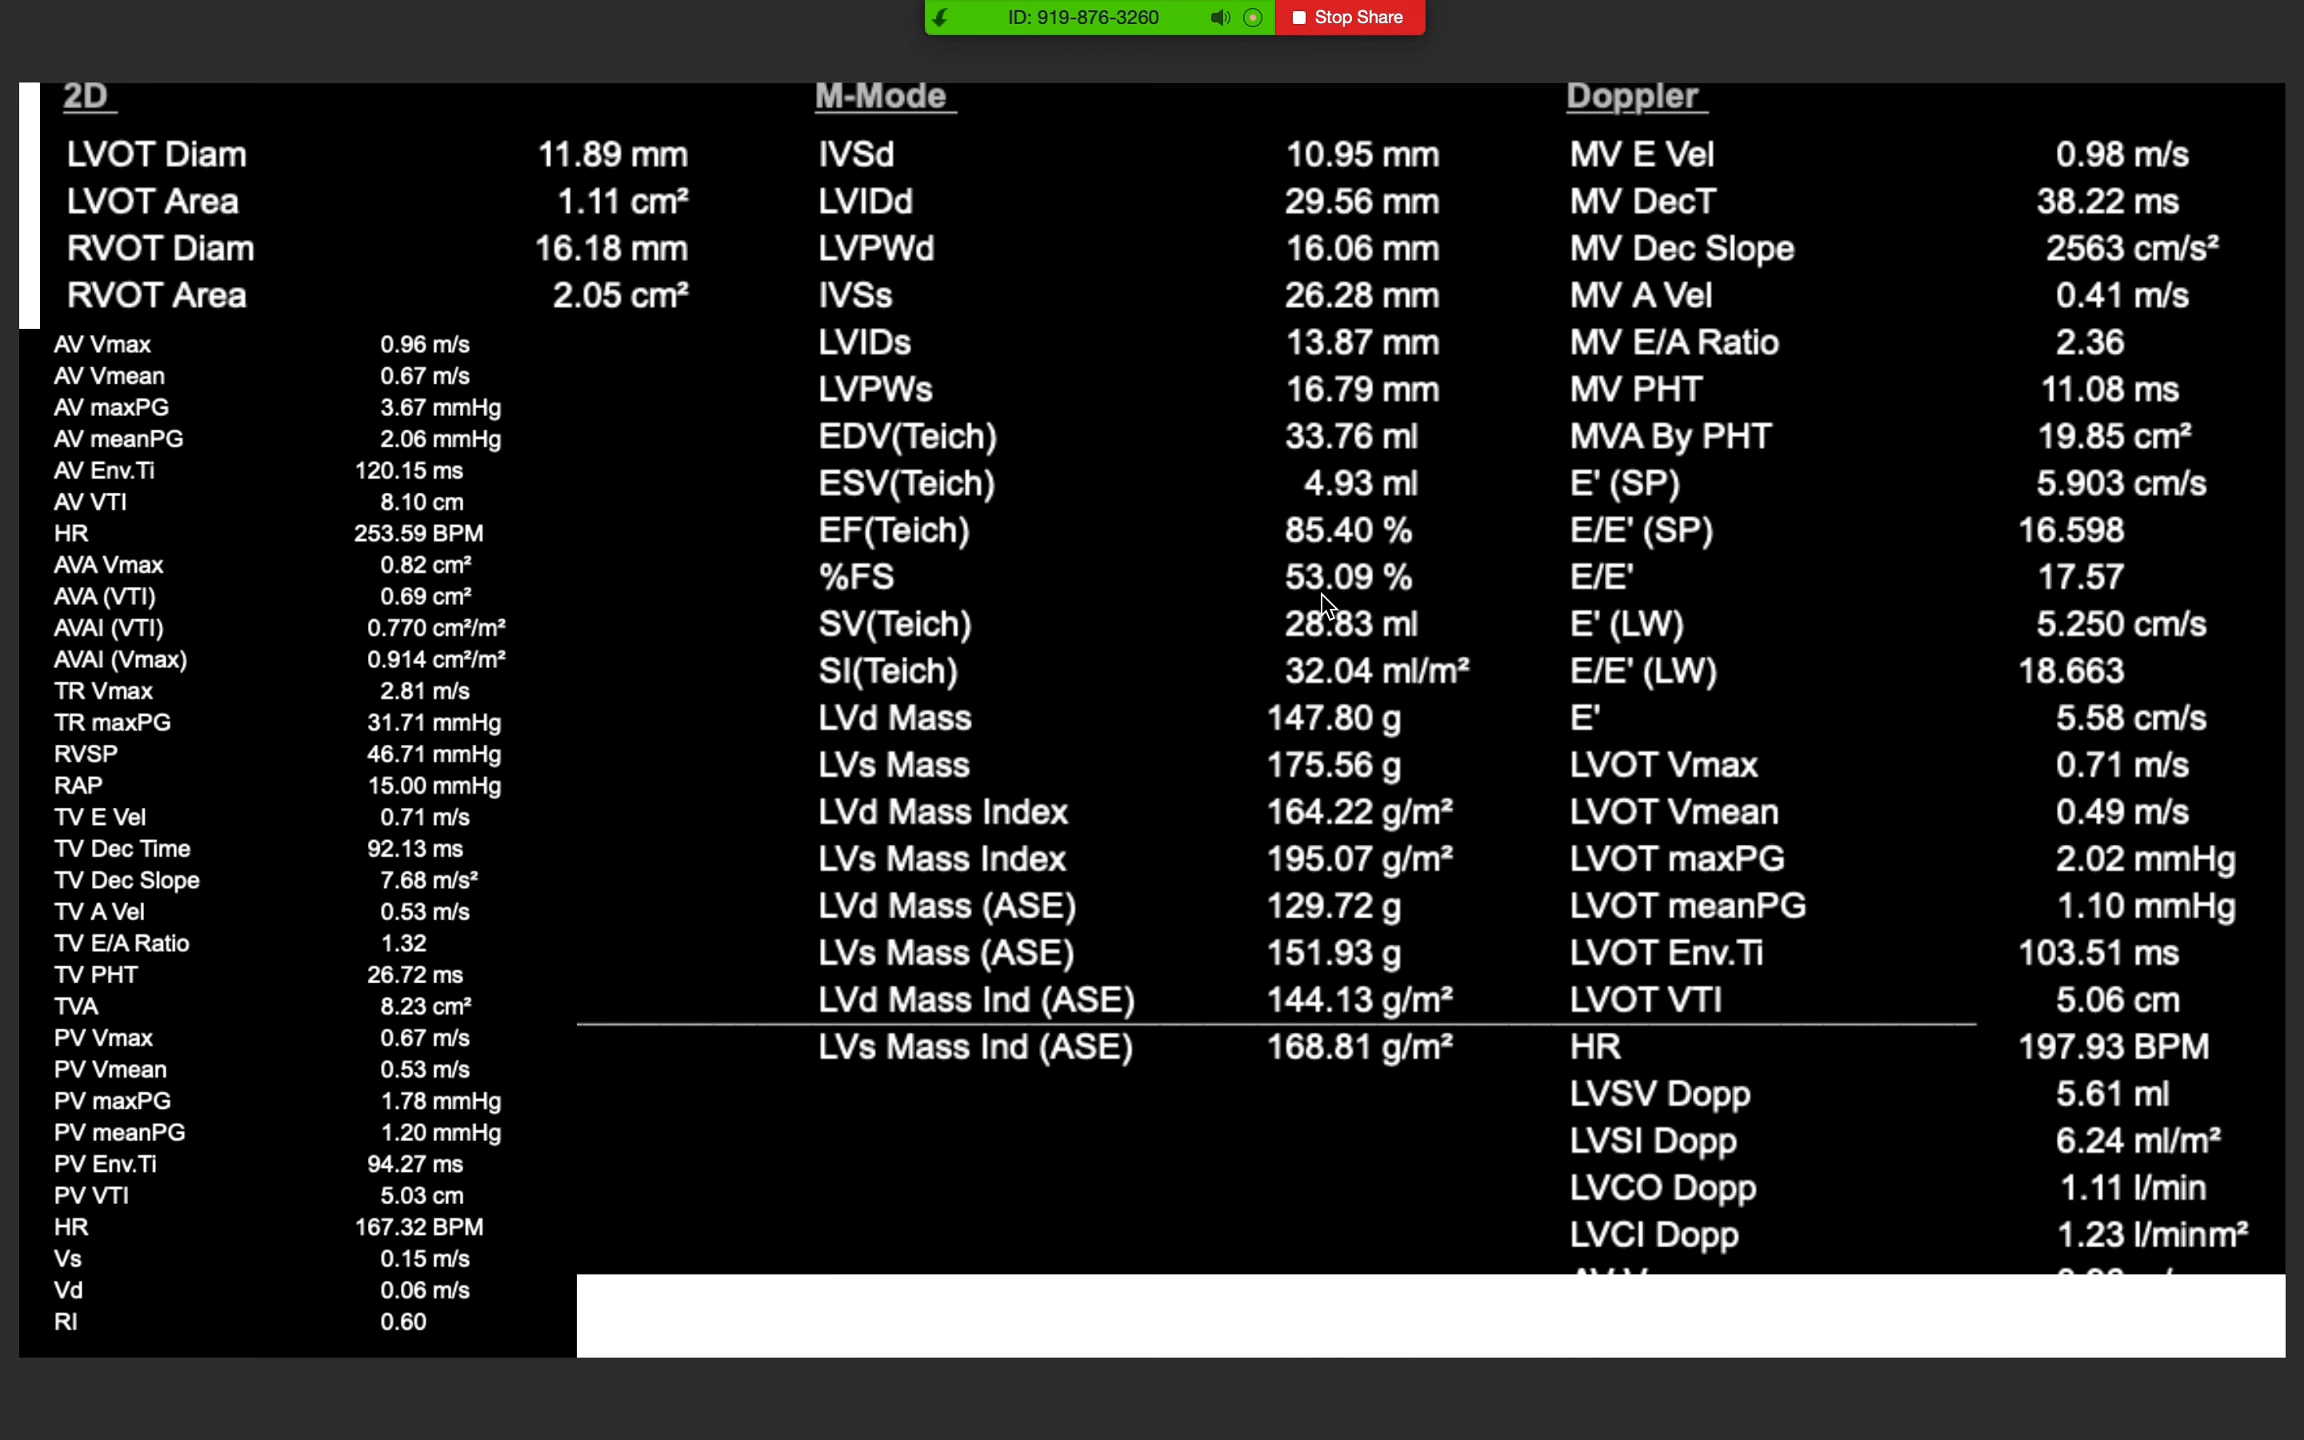 ID: 919-876-3260 Stop Share
2D
LVOT Diam 11.89 mm
LVOT Area 1.11 cm²
RVOT Diam 16.18 mm
RVOT Area 2.05 cm²
AV Vmax 0.96 m/s
AV Vmean 0.67 m/s
AV maxPG 3.67 mmHg
AV meanPG 2.06 mmHg
AV Env.Ti 120.15 ms
AV VTI 8.10 cm
HR 253.59 BPM
AVA Vmax 0.82 cm²
AVA (VTI) 0.69 cm²
AVAI (VTI) 0.770 cm²/m²
AVAI (Vmax) 0.914 cm²/m²
TR Vmax 2.81 m/s
TR maxPG 31.71 mmHg
RVSP 46.71 mmHg
RAP 15.00 mmHg
TV E Vel 0.71 m/s
TV Dec Time 92.13 ms
TV Dec Slope 7.68 m/s²
TV A Vel 0.53 m/s
TV E/A Ratio 1.32
TV PHT 26.72 ms
TVA 8.23 cm²
PV Vmax 0.67 m/s
PV Vmean 0.53 m/s
PV maxPG 1.78 mmHg
PV meanPG 1.20 mmHg
PV Env.Ti 94.27 ms
PV VTI 5.03 cm
HR 167.32 BPM
Vs 0.15 m/s
Vd 0.06 m/s
RI 0.60
M-Mode
IVSd 10.95 mm
LVIDd 29.56 mm
LVPWd 16.06 mm
IVSs 26.28 mm
LVIDs 13.87 mm
LVPWs 16.79 mm
EDV(Teich) 33.76 ml
ESV(Teich) 4.93 ml
EF(Teich) 85.40 %
%FS 53.09 %
SV(Teich) 28.83 ml
SI(Teich) 32.04 ml/m²
LVd Mass 147.80 g
LVs Mass 175.56 g
LVd Mass Index 164.22 g/m²
LVs Mass Index 195.07 g/m²
LVd Mass (ASE) 129.72 g
LVs Mass (ASE) 151.93 g
LVd Mass Ind (ASE) 144.13 g/m²
LVs Mass Ind (ASE) 168.81 g/m²
Doppler
MV E Vel 0.98 m/s
MV DecT 38.22 ms
MV Dec Slope 2563 cm/s²
MV A Vel 0.41 m/s
MV E/A Ratio 2.36
MV PHT 11.08 ms
MVA By PHT 19.85 cm²
E' (SP) 5.903 cm/s
E/E' (SP) 16.598
E/E' 17.57
E' (LW) 5.250 cm/s
E/E' (LW) 18.663
E' 5.58 cm/s
LVOT Vmax 0.71 m/s
LVOT Vmean 0.49 m/s
LVOT maxPG 2.02 mmHg
LVOT meanPG 1.10 mmHg
LVOT Env.Ti 103.51 ms
LVOT VTI 5.06 cm
HR 197.93 BPM
LVSV Dopp 5.61 ml
LVSI Dopp 6.24 ml/m²
LVCO Dopp 1.11 l/min
LVCI Dopp 1.23 l/minm²